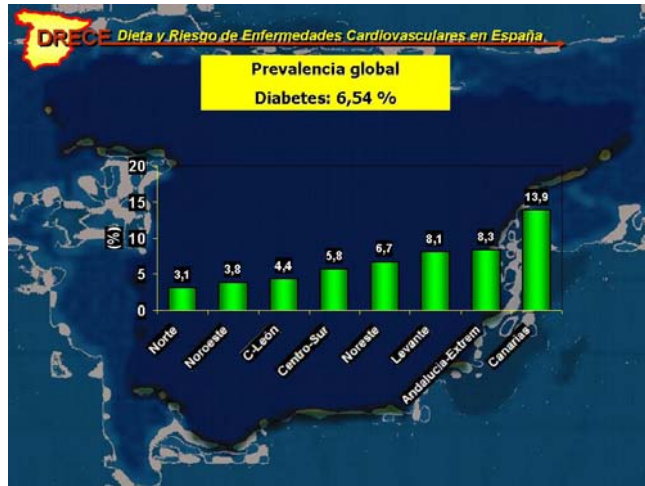 DRECE Dieta y Riesgo de Enfermedades Cardiovasculares en España
Prevalencia global
Diabetes: 6,54 %
(%)
20
15
10
5
0
3,1
3,8
4,4
5,8
6,7
8,1
8,3
13,9
Norte
Noroeste
C-León
Centro-Sur
Noreste
Levante
Andalucia-Extrem
Canarias